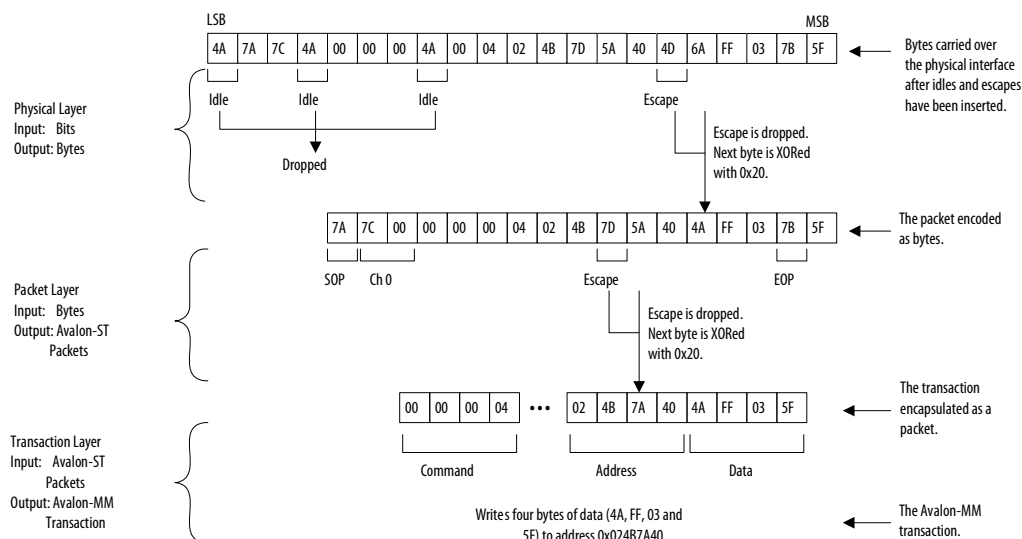 LSB MSB
4A 7A 7C 4A 00 00 00 4A 00 04 02 4B 7D 5A 40 4D 6A FF 03 7B 5F
Bytes carried over
the physical interface
after idles and escapes
have been inserted.
Idle Idle Idle Escape
Physical Layer
Input: Bits
Output: Bytes
Dropped
Escape is dropped.
Next byte is XORed
with 0x20.
7A 7C 00 00 00 00 04 02 4B 7D 5A 40 4A FF 03 7B 5F
The packet encoded
as bytes.
SOP Ch 0 Escape EOP
Packet Layer
Input: Bytes
Output: Avalon-ST
Packets
Escape is dropped.
Next byte is XORed
with 0x20.
00 00 00 04 ••• 02 4B 7A 40 4A FF 03 5F
The transaction
encapsulated as a
packet.
Command Address Data
Transaction Layer
Input: Avalon-ST
Packets
Output: Avalon-MM
Transaction
Writes four bytes of data (4A, FF, 03 and
5F) to address 0x024B7A40
The Avalon-MM
transaction.